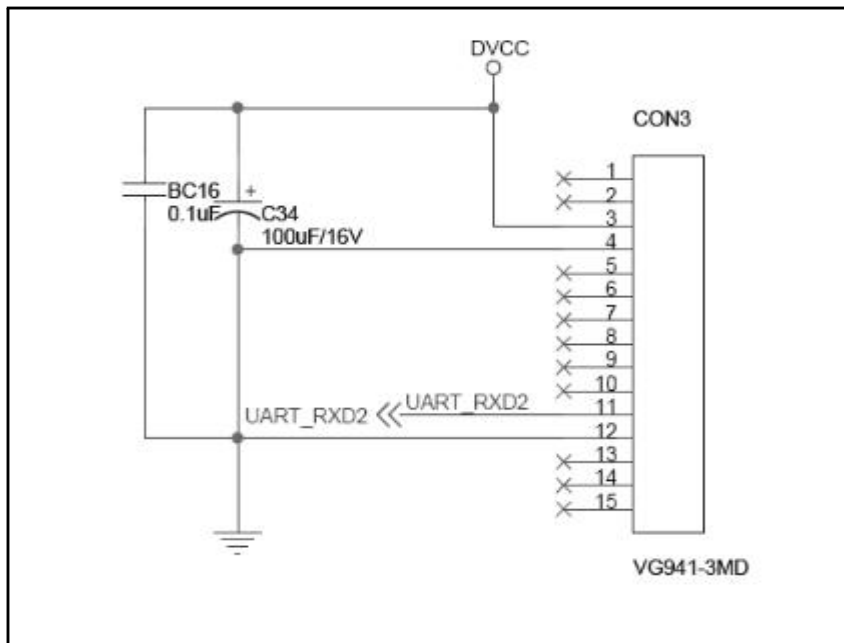 DVCC
CON3
1
BC16
+
2
0.1uF
C34
3
100uF/16V
4
5
6
7
8
9
10
UART_RXD2
UART_RXD2
11
12
13
14
15
VG941-3MD